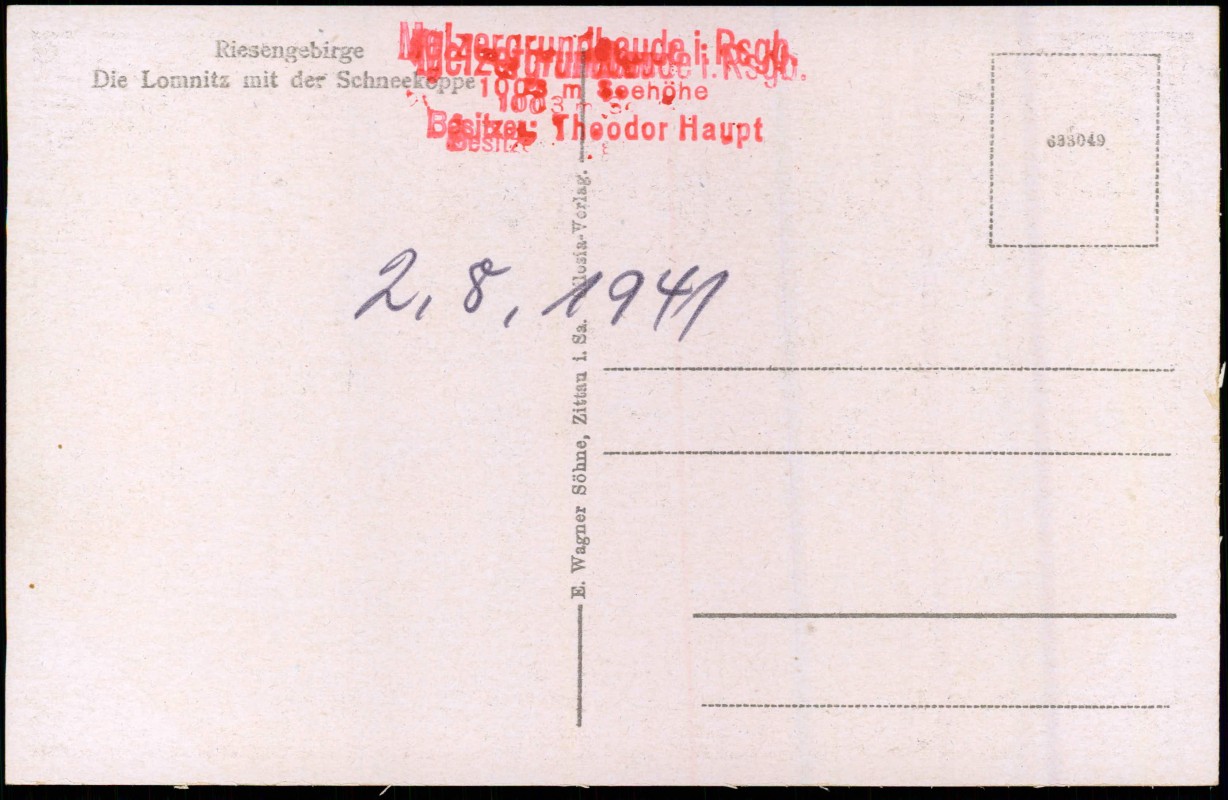 Riesengebirge
Die Lomnitz mit der Schneekoppe
Melzergrundbaude i. Rsgb.
1003 m Seehöhe
Besitzer: Theodor Haupt
683049
2. 8. 1941
E. Wagner Söhne, Zittau i. Sa. -Verlag.